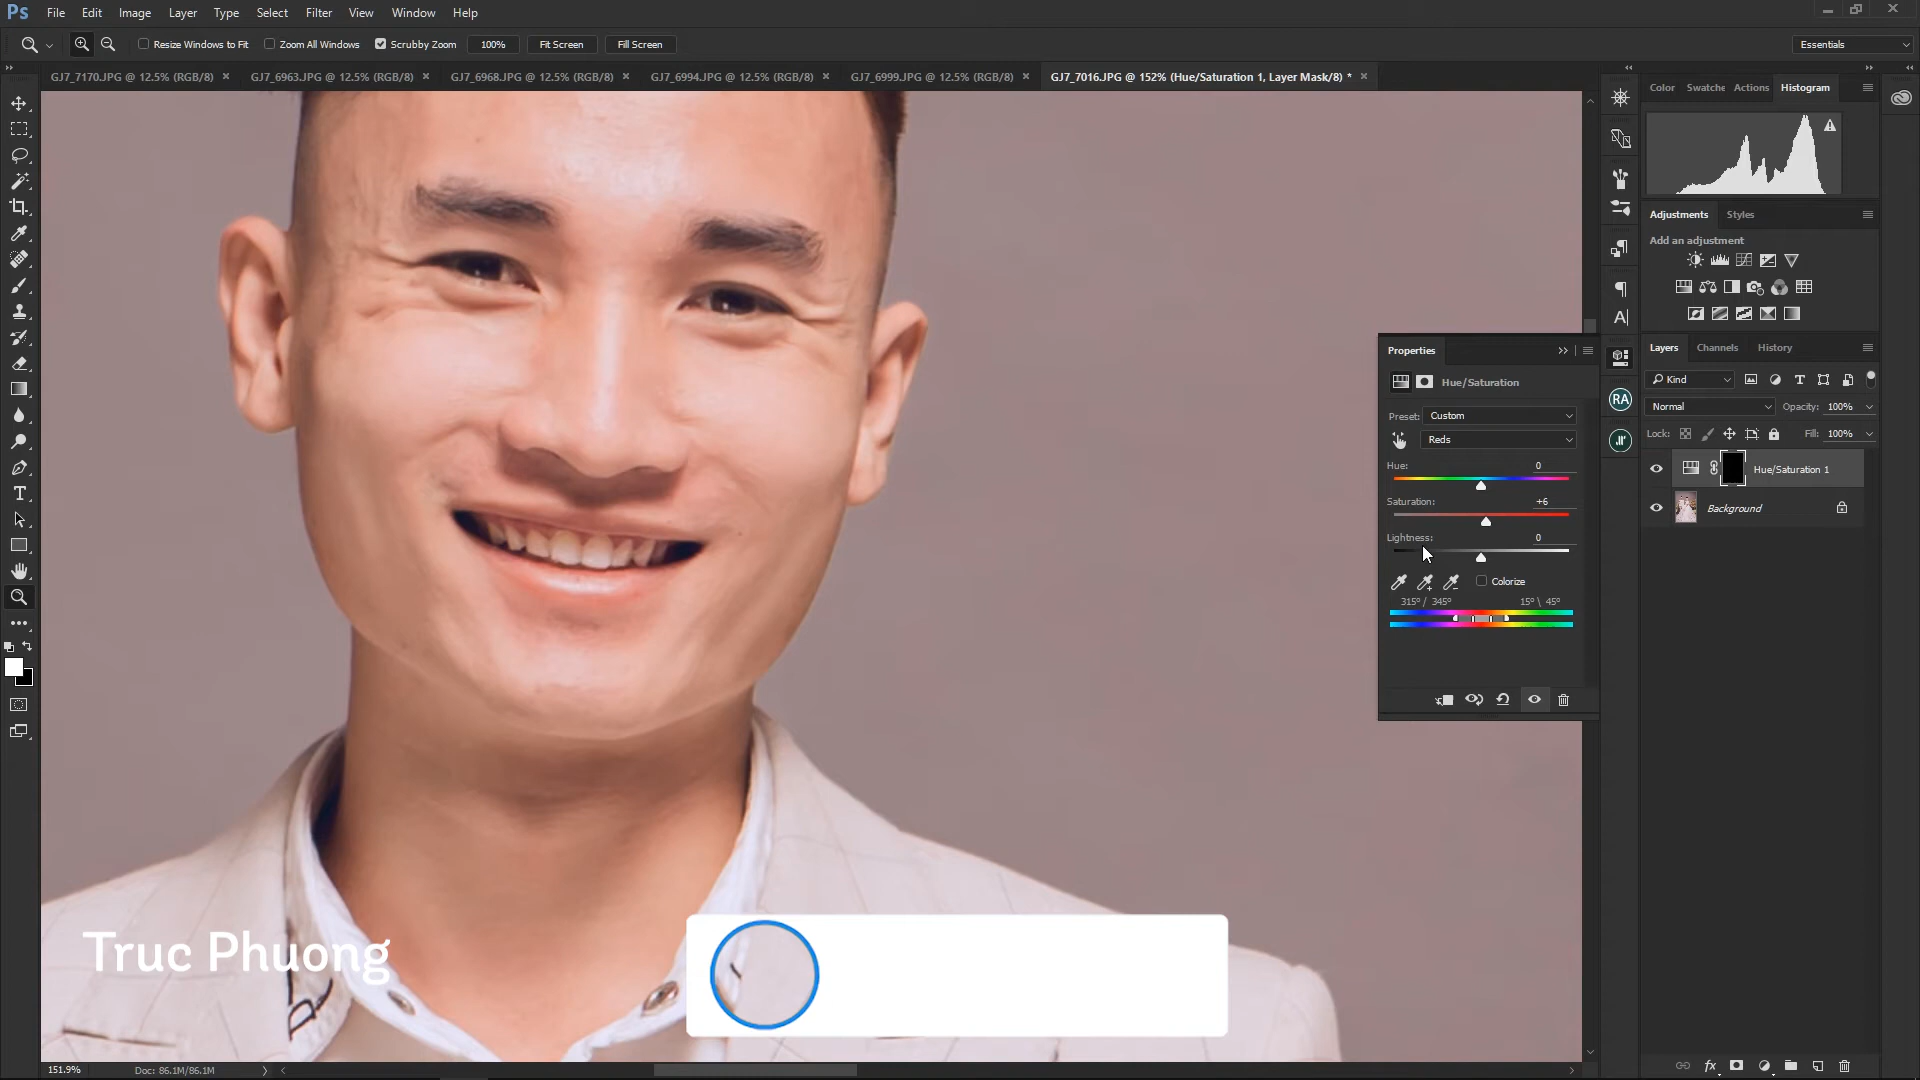 Ps File Edit Image Layer Type Select Filter View Window Help
Resize Windows to Fit Zoom All Windows Scrubby Zoom 100% Fit Screen Fill Screen Essentials
GJ7_7170.JPG @ 12.5% (RGB/8) GJ7_6963.JPG @ 12.5% (RGB/8) GJ7_6968.JPG @ 12.5% (RGB/8) GJ7_6994.JPG @ 12.5% (RGB/8) GJ7_6999.JPG @ 12.5% (RGB/8) GJ7_7016.JPG @ 152% (Hue/Saturation 1, Layer Mask/8) *
Color Swatche Actions Histogram
Adjustments Styles
Add an adjustment
Properties
Hue/Saturation
Preset: Custom
Reds
Hue: 0
Saturation: +6
Lightness: 0
Colorize
315º / 345º 15º \ 45º
Layers Channels History
Kind
Normal Opacity: 100%
Lock: Fill: 100%
Hue/Saturation 1
Background
RA
Truc Phuong
151.9% Doc: 86.1M/86.1M
fx